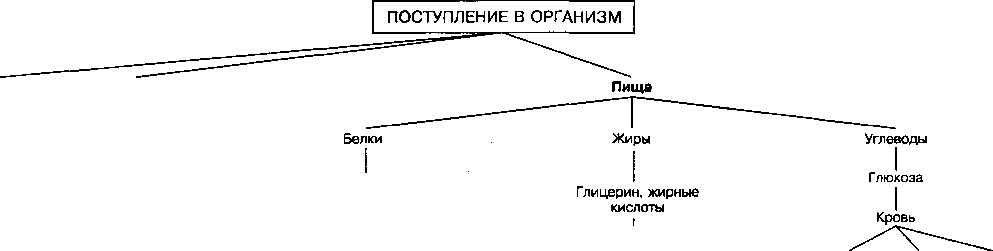 ПОСТУПЛЕНИЕ В ОРГАНИЗМ
Пища
Белки
Жиры
Углеводы
Глюкоза
Глицерин, жирные
кислоты
Кровь